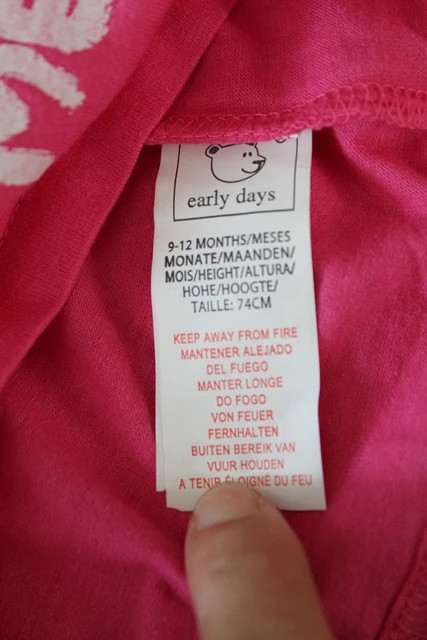 early days
9-12 MONTHS/MESES
MONATE/MAANDEN/
MOIS/HEIGHT/ALTURA/
HOHE/HOOGTE/
TAILLE: 74CM
KEEP AWAY FROM FIRE
MANTENER ALEJADO
DEL FUEGO
MANTER LONGE
DO FOGO
VON FEUER
FERNHALTEN
BUITEN BEREIK VAN
VUUR HOUDEN
A TENIR ÉLOIGNÉ DU FEU